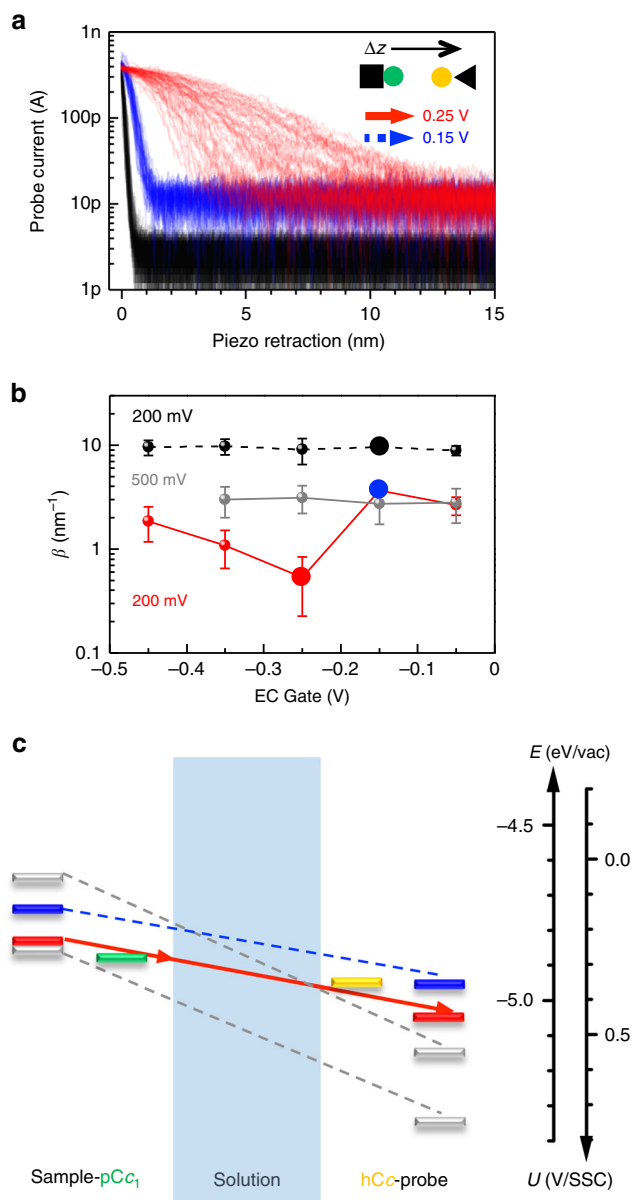 a
1n
100p
10p
1p
Probe current (A)
Δz
0.25 V
0.15 V
0
5
10
15
Piezo retraction (nm)
b
200 mV
500 mV
200 mV
10
1
0.1
β (nm⁻¹)
−0.5
−0.4
−0.3
−0.2
−0.1
0
EC Gate (V)
c
E (eV/vac)
−4.5
0.0
−5.0
0.5
Sample-pCc₁
Solution
hCc-probe
U (V/SSC)